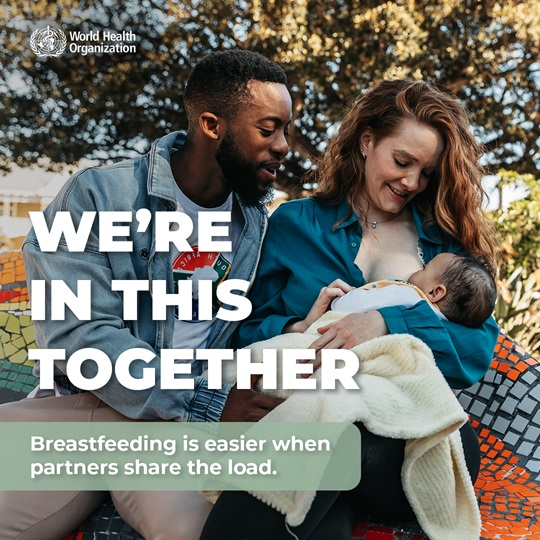 World Health
Organization
WE'RE
IN THIS
TOGETHER
Breastfeeding is easier when
partners share the load.